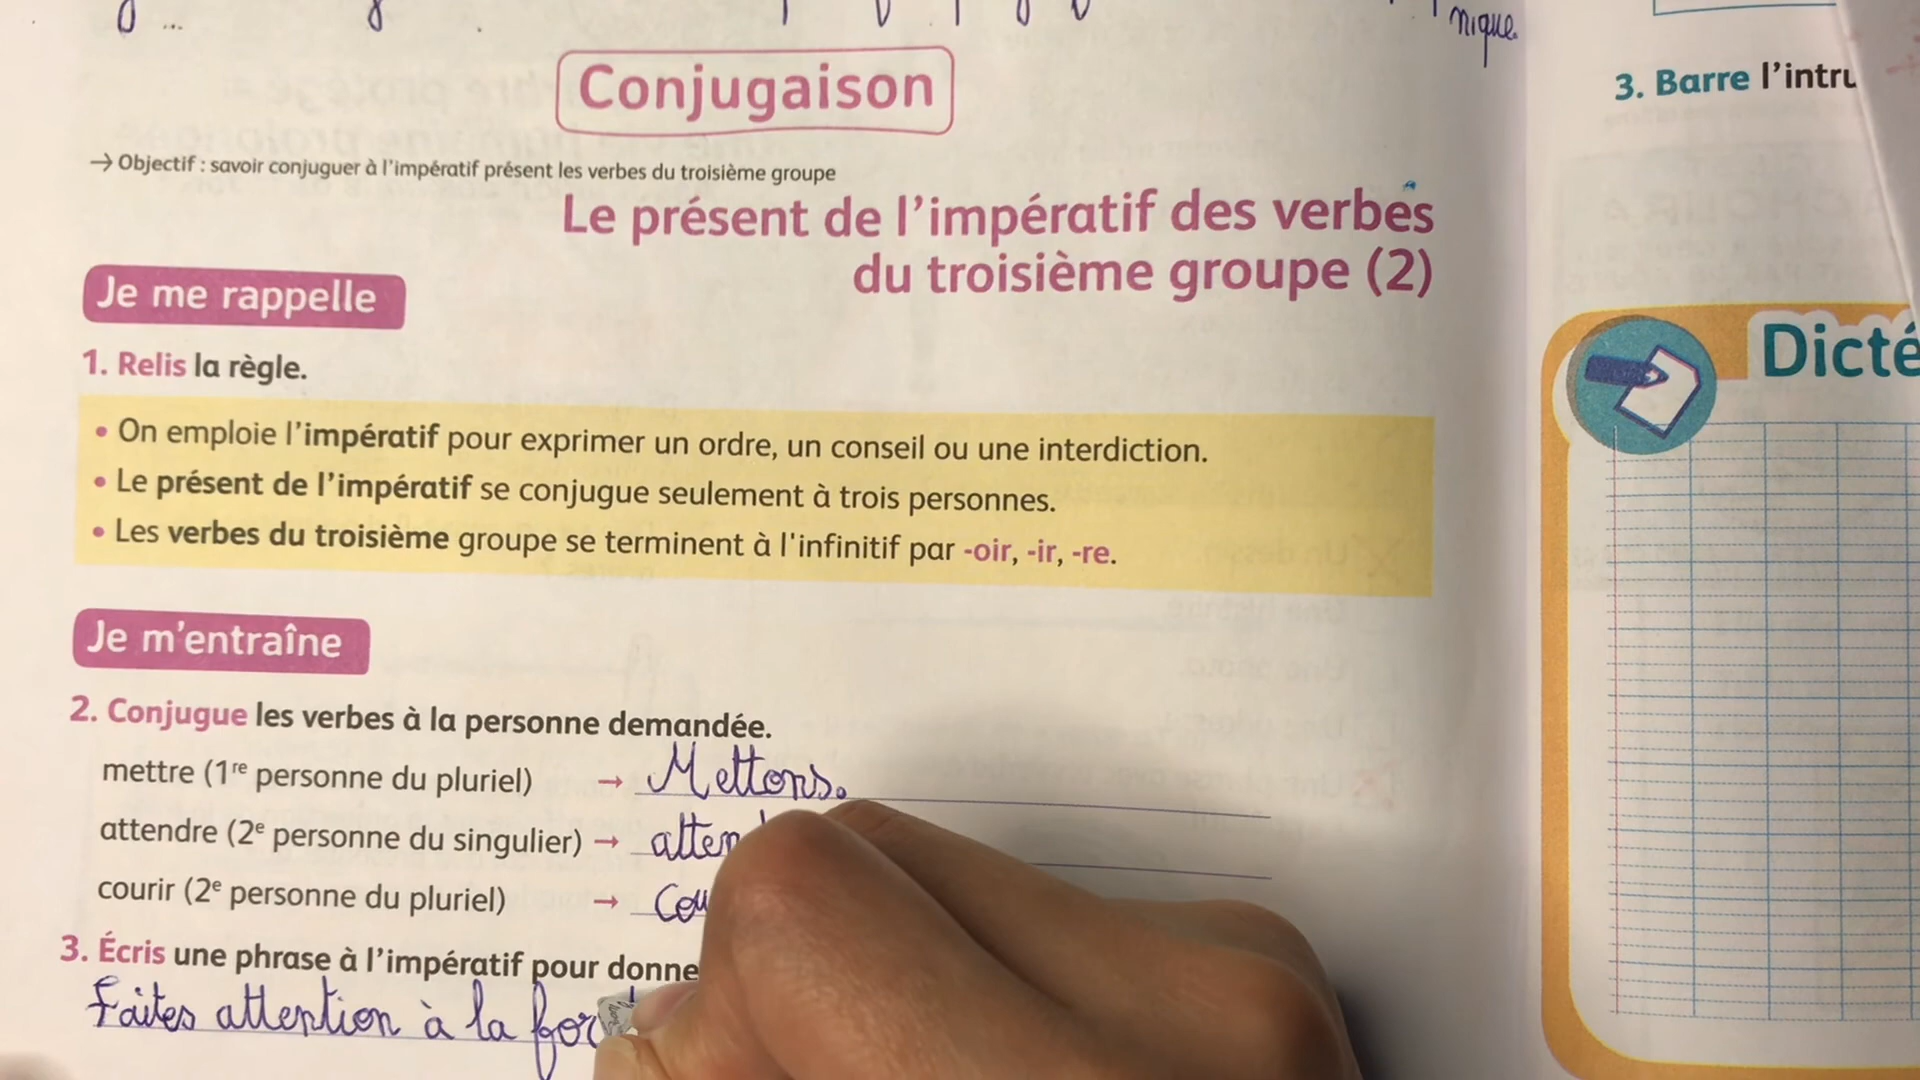 nique.
Conjugaison
3. Barre l'intru
→ Objectif : savoir conjuguer à l'impératif présent les verbes du troisième groupe
Le présent de l'impératif des verbes
du troisième groupe (2)
Je me rappelle
Dicté
1. Relis la règle.
• On emploie l'impératif pour exprimer un ordre, un conseil ou une interdiction.
• Le présent de l'impératif se conjugue seulement à trois personnes.
• Les verbes du troisième groupe se terminent à l'infinitif par -oir, -ir, -re.
Je m'entraîne
2. Conjugue les verbes à la personne demandée.
mettre (1re personne du pluriel) → Mettons.
attendre (2e personne du singulier) → atten
courir (2e personne du pluriel) → Cou
3. Écris une phrase à l'impératif pour donne
Faites attention à la for